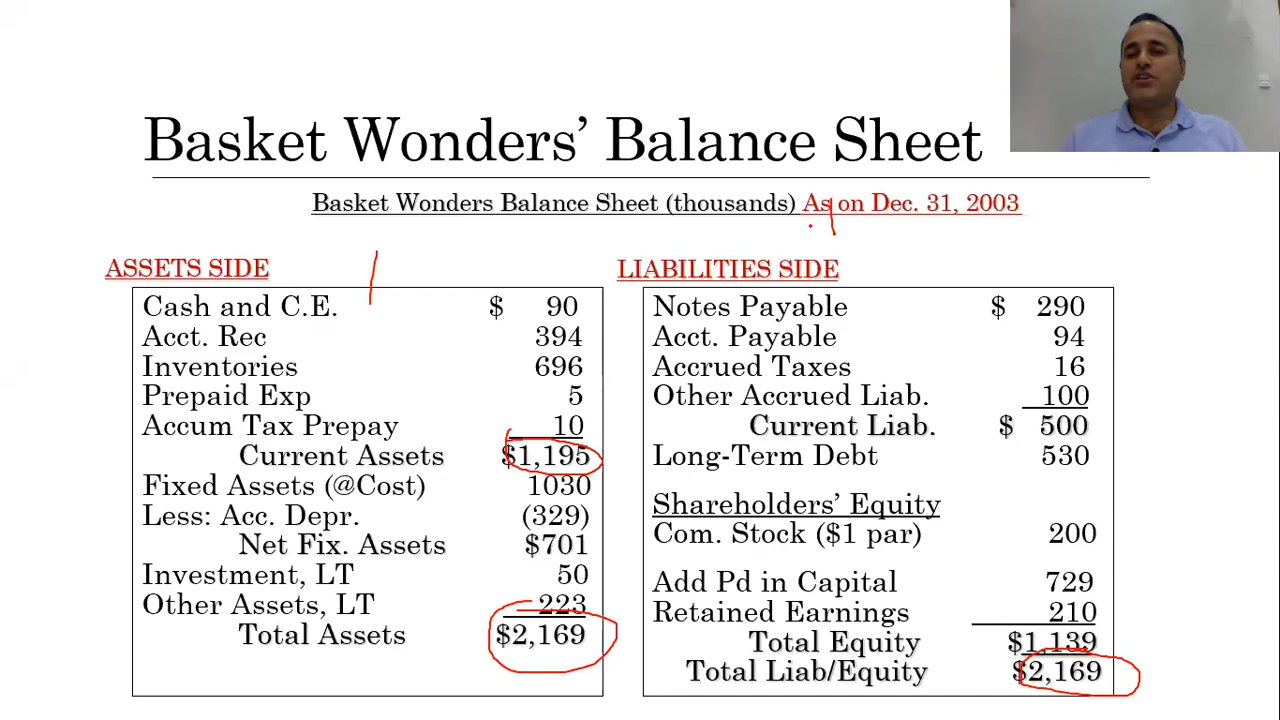 Basket Wonders’ Balance Sheet
Basket Wonders Balance Sheet (thousands) As on Dec. 31, 2003
ASSETS SIDE
Cash and C.E. $ 90
Acct. Rec 394
Inventories 696
Prepaid Exp 5
Accum Tax Prepay 10
Current Assets $1,195
Fixed Assets (@Cost) 1030
Less: Acc. Depr. (329)
Net Fix. Assets $701
Investment, LT 50
Other Assets, LT 223
Total Assets $2,169
LIABILITIES SIDE
Notes Payable $ 290
Acct. Payable 94
Accrued Taxes 16
Other Accrued Liab. 100
Current Liab. $ 500
Long-Term Debt 530
Shareholders’ Equity
Com. Stock ($1 par) 200
Add Pd in Capital 729
Retained Earnings 210
Total Equity $1,139
Total Liab/Equity $2,169